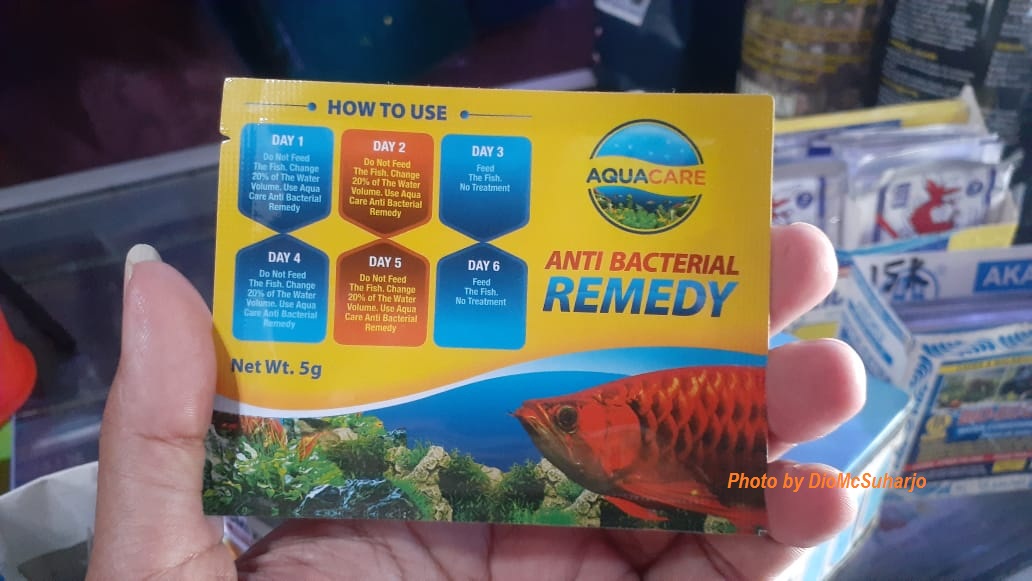 HOW TO USE
DAY 1
Do Not Feed
The Fish. Change
20% of The Water
Volume. Use Aqua
Care Anti Bacterial
Remedy
DAY 2
Do Not Feed
The Fish. Change
20% of The Water
Volume. Use Aqua
Care Anti Bacterial
Remedy
DAY 3
Feed
The Fish.
No Treatment
DAY 4
Do Not Feed
The Fish. Change
20% of The Water
Volume. Use Aqua
Care Anti Bacterial
Remedy
DAY 5
Do Not Feed
The Fish. Change
20% of The Water
Volume. Use Aqua
Care Anti Bacterial
Remedy
DAY 6
Feed
The Fish.
No Treatment
Net Wt. 5g
AQUACARE
ANTI BACTERIAL
REMEDY
AKA
Photo by DioMcSuharjo